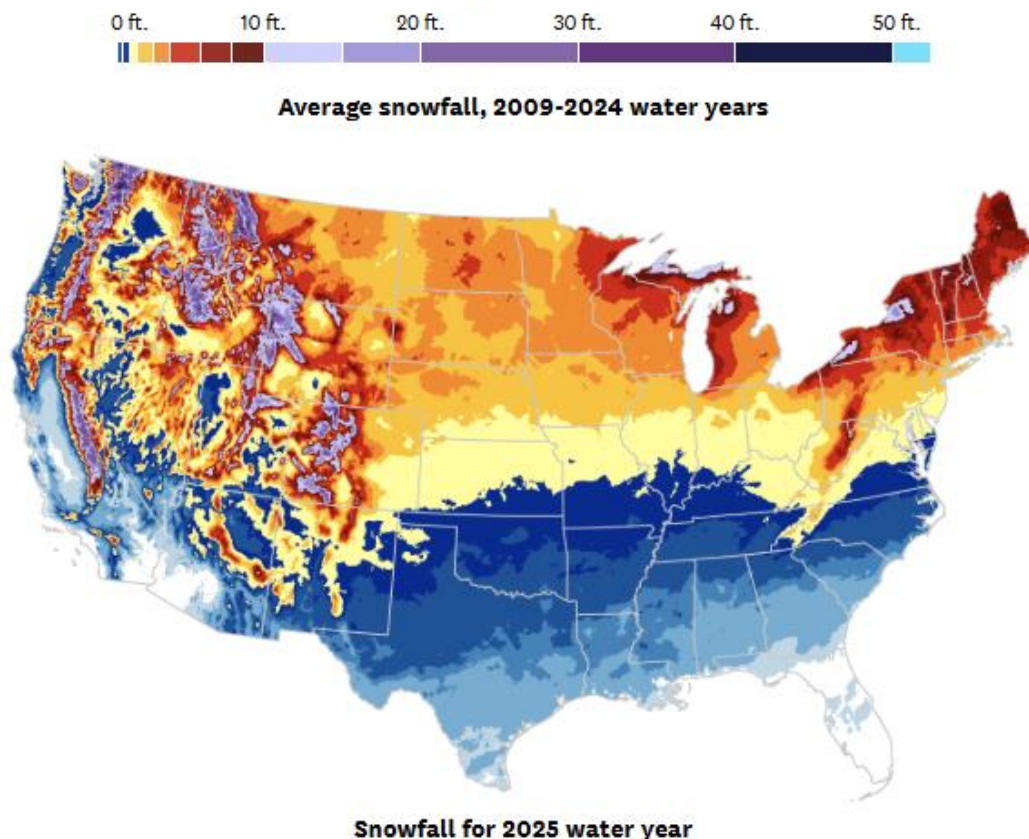 0 ft. 10 ft. 20 ft. 30 ft. 40 ft. 50 ft.
Average snowfall, 2009-2024 water years
Snowfall for 2025 water year